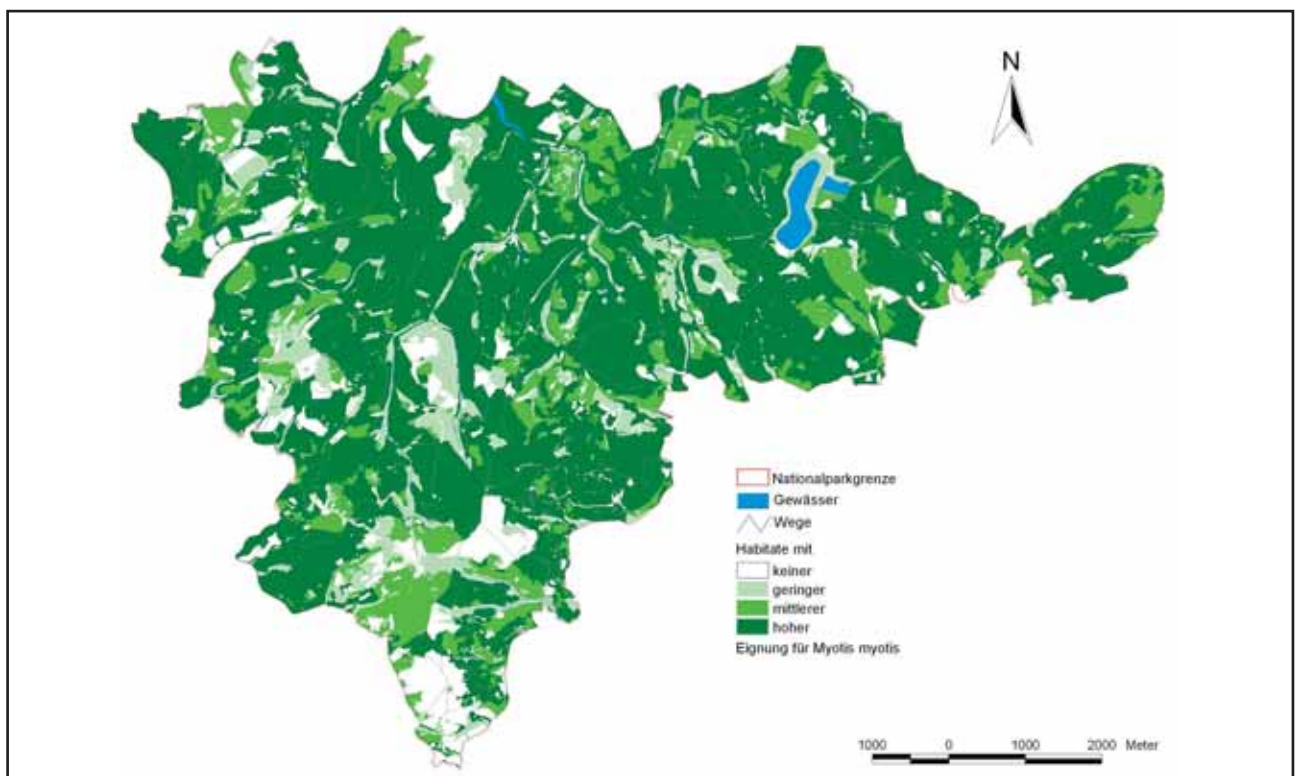 N
Nationalparkgrenze
Gewässer
Wege
Habitate mit
keiner
geringer
mittlerer
hoher
Eignung für Myotis myotis
1000 0 1000 2000 Meter